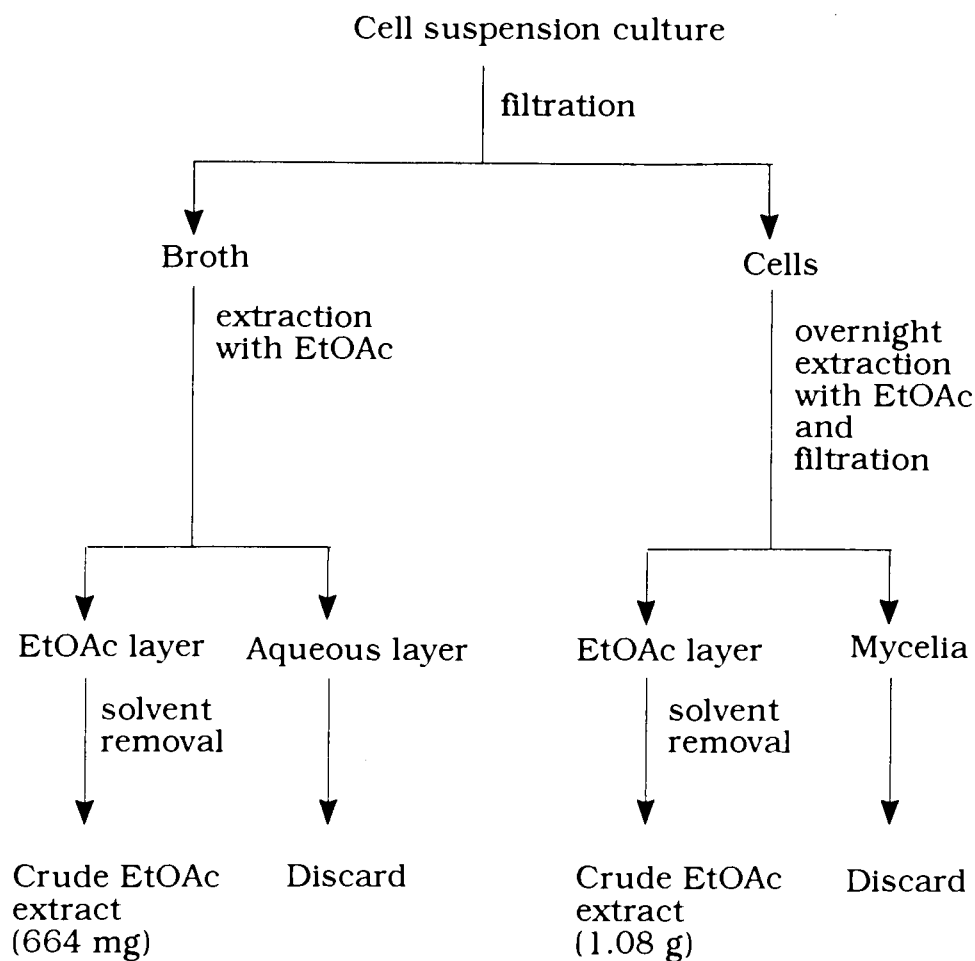 Cell suspension culture
filtration
Broth
Cells
extraction
with EtOAc
overnight
extraction
with EtOAc
and
filtration
EtOAc layer
Aqueous layer
EtOAc layer
Mycelia
solvent
removal
solvent
removal
Crude EtOAc
extract
(664 mg)
Discard
Crude EtOAc
extract
(1.08 g)
Discard